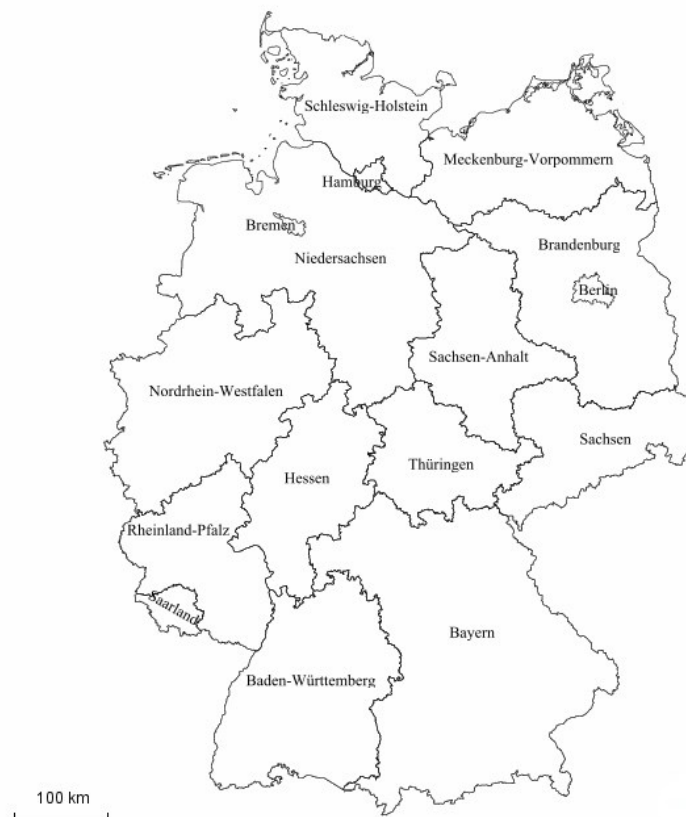 Schleswig-Holstein
Meckenburg-Vorpommern
Hamburg
Bremen
Niedersachsen
Brandenburg
Berlin
Sachsen-Anhalt
Nordrhein-Westfalen
Sachsen
Thüringen
Hessen
Rheinland-Pfalz
Saarland
Bayern
Baden-Württemberg
100 km